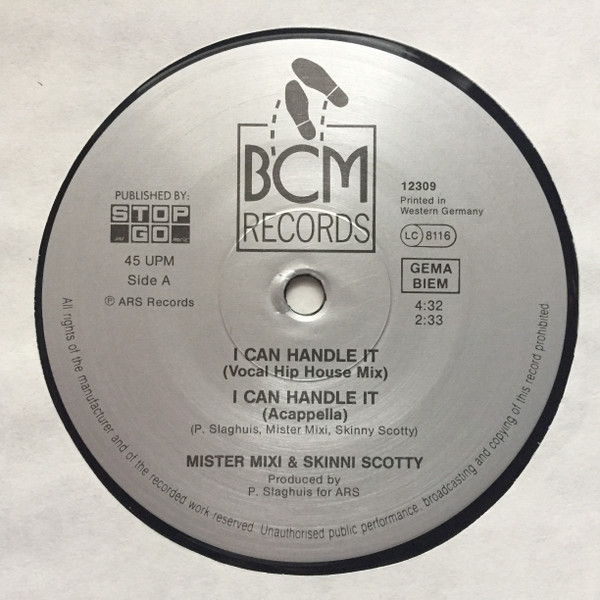 BCM
RECORDS
PUBLISHED BY:
STOP
GO
45 UPM
Side A
℗ ARS Records
12309
Printed in
Western Germany
LC 8116
GEMA
BIEM
4:32
2:33
I CAN HANDLE IT
(Vocal Hip House Mix)
I CAN HANDLE IT
(Acappella)
(P. Slaghuis, Mister Mixi, Skinny Scotty)
MISTER MIXI & SKINNI SCOTTY
Produced by
P. Slaghuis for ARS
All rights of the manufacturer and of the recorded work reserved. Unauthorised public performance broadcasting and copying of this record prohibited